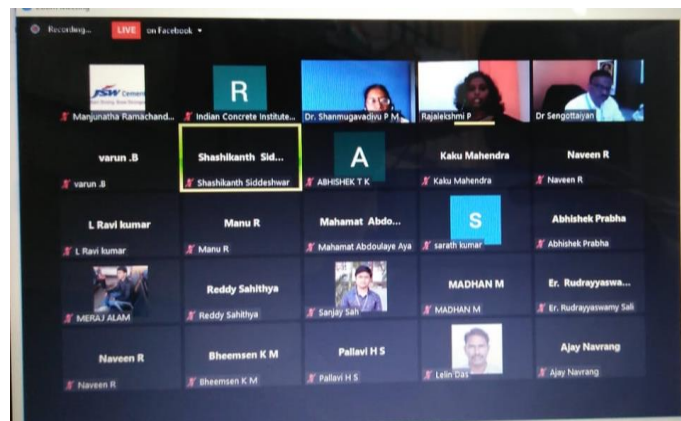 Recording...
LIVE on Facebook
JSW Cement
Manjunatha Ramachand...
R
Indian Concrete Institute...
Dr. Shanmugavadivu P M
Rajalekshmi P
Dr Sengottaiyan
varun .B
varun .B
Shashikanth Sid...
Shashikanth Siddeshwar
A
ABHISHEK T K
Kaku Mahendra
Kaku Mahendra
Naveen R
Naveen R
L Ravi kumar
L Ravi kumar
Manu R
Manu R
Mahamat Abdo...
Mahamat Abdoulaye Aya
S
sarath kumar
Abhishek Prabha
Abhishek Prabha
MERAJ ALAM
Reddy Sahithya
Reddy Sahithya
Sanjay Sah
MADHAN M
MADHAN M
Er. Rudrayyaswa...
Er. Rudrayyaswamy Sali
Naveen R
Naveen R
Bheemsen K M
Bheemsen K M
Pallavi H S
Pallavi H S
Lelin Das
Ajay Navrang
Ajay Navrang